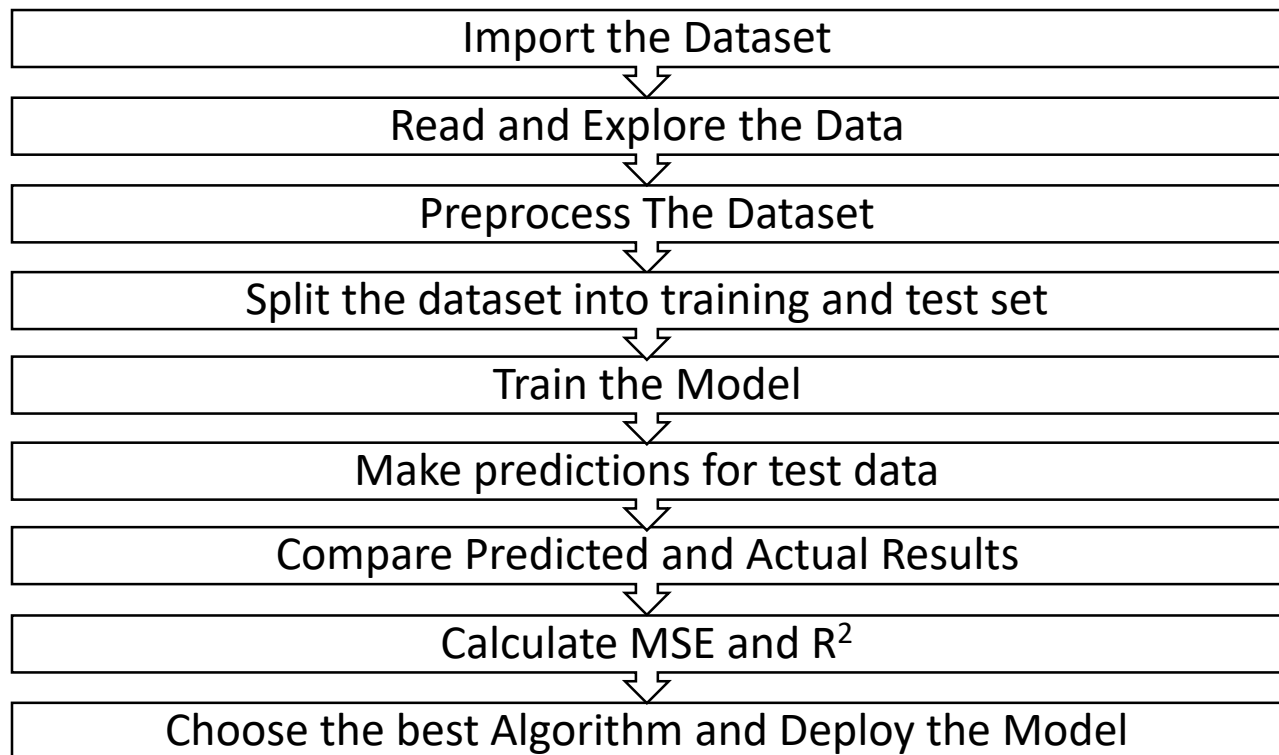 Import the Dataset
Read and Explore the Data
Preprocess The Dataset
Split the dataset into training and test set
Train the Model
Make predictions for test data
Compare Predicted and Actual Results
Calculate MSE and R²
Choose the best Algorithm and Deploy the Model